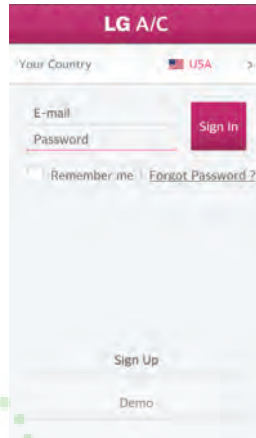 LG A/C
Your Country USA >
E-mail
Password
Sign In
Remember me | Forgot Password ?
Sign Up
Demo